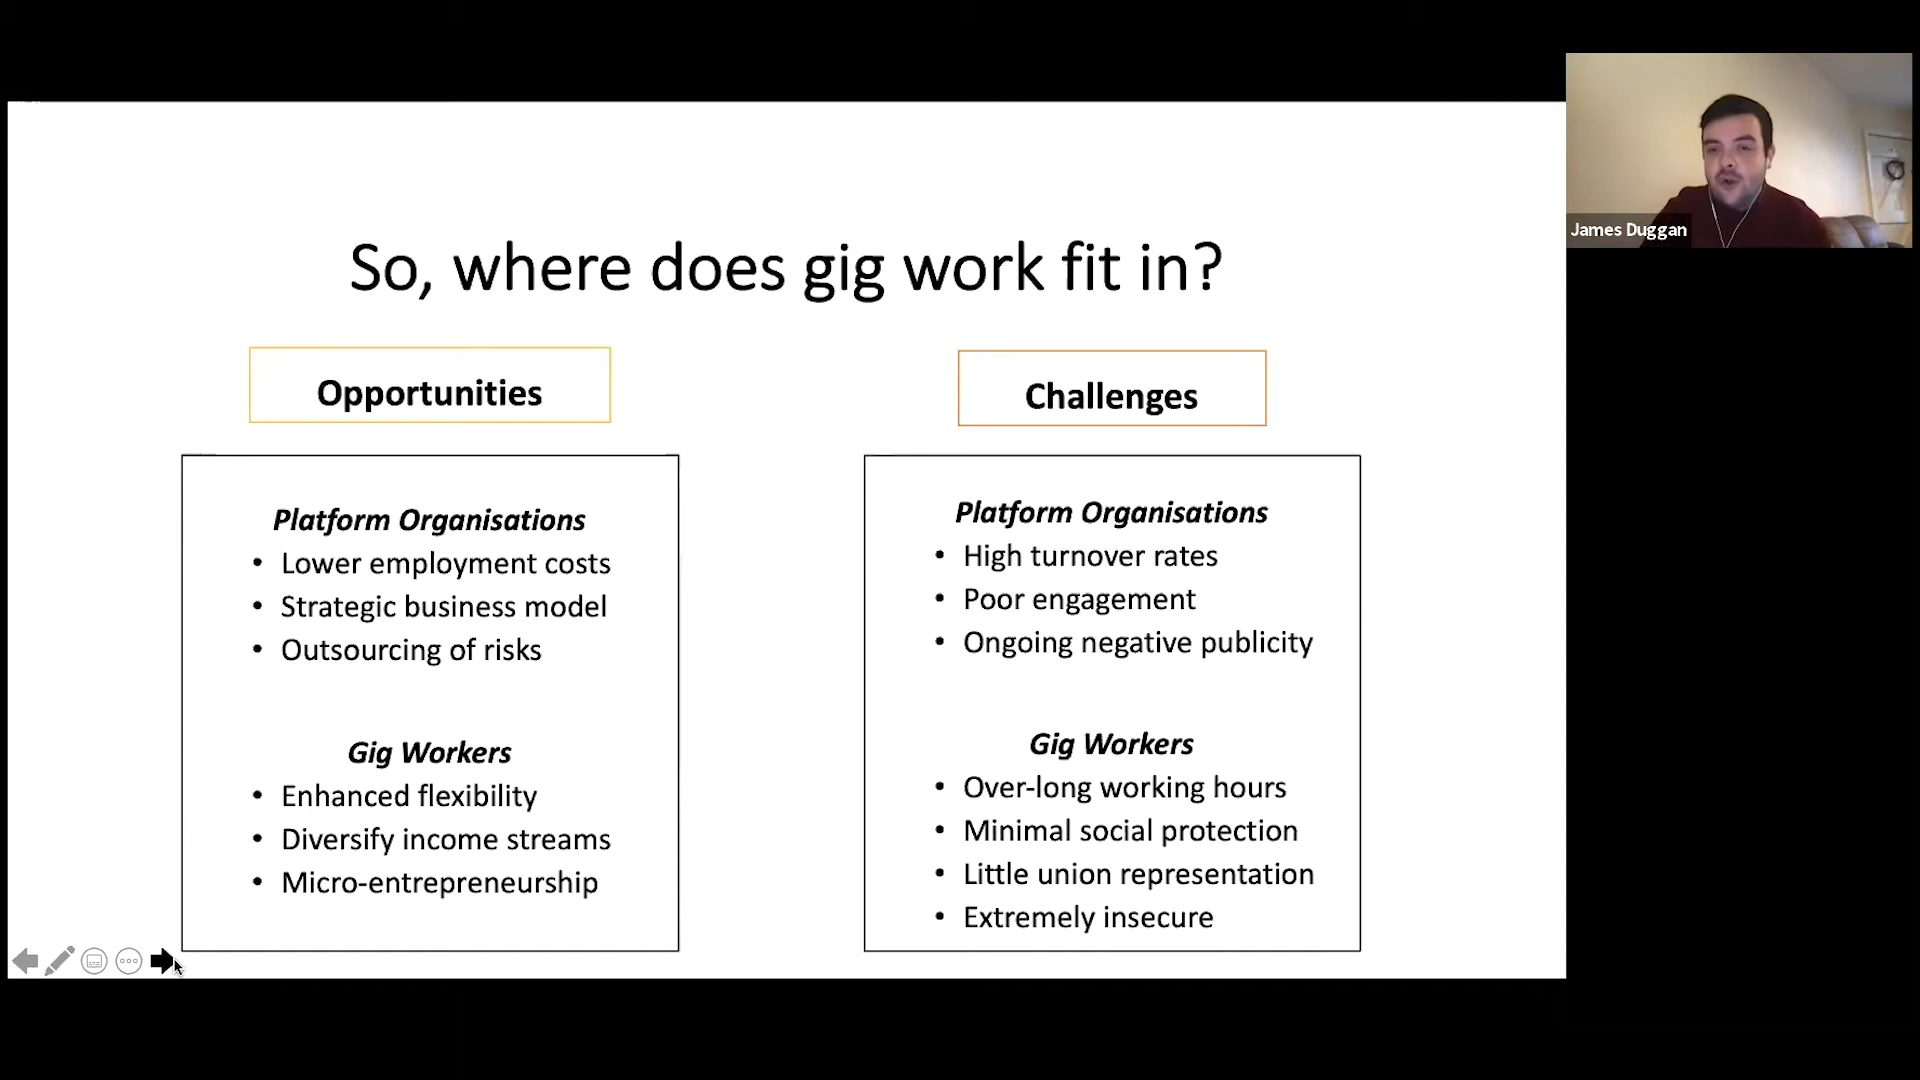 So, where does gig work fit in?
Opportunities
Platform Organisations
• Lower employment costs
• Strategic business model
• Outsourcing of risks
Gig Workers
• Enhanced flexibility
• Diversify income streams
• Micro-entrepreneurship
Challenges
Platform Organisations
• High turnover rates
• Poor engagement
• Ongoing negative publicity
Gig Workers
• Over-long working hours
• Minimal social protection
• Little union representation
• Extremely insecure
James Duggan